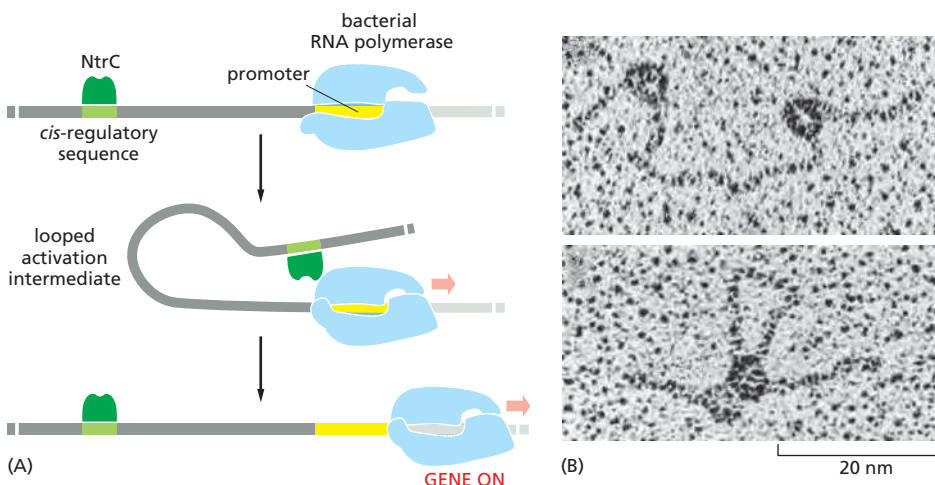 bacterial
RNA polymerase
NtrC
promoter
cis-regulatory
sequence
looped
activation
intermediate
(A)
GENE ON
(B)
20 nm